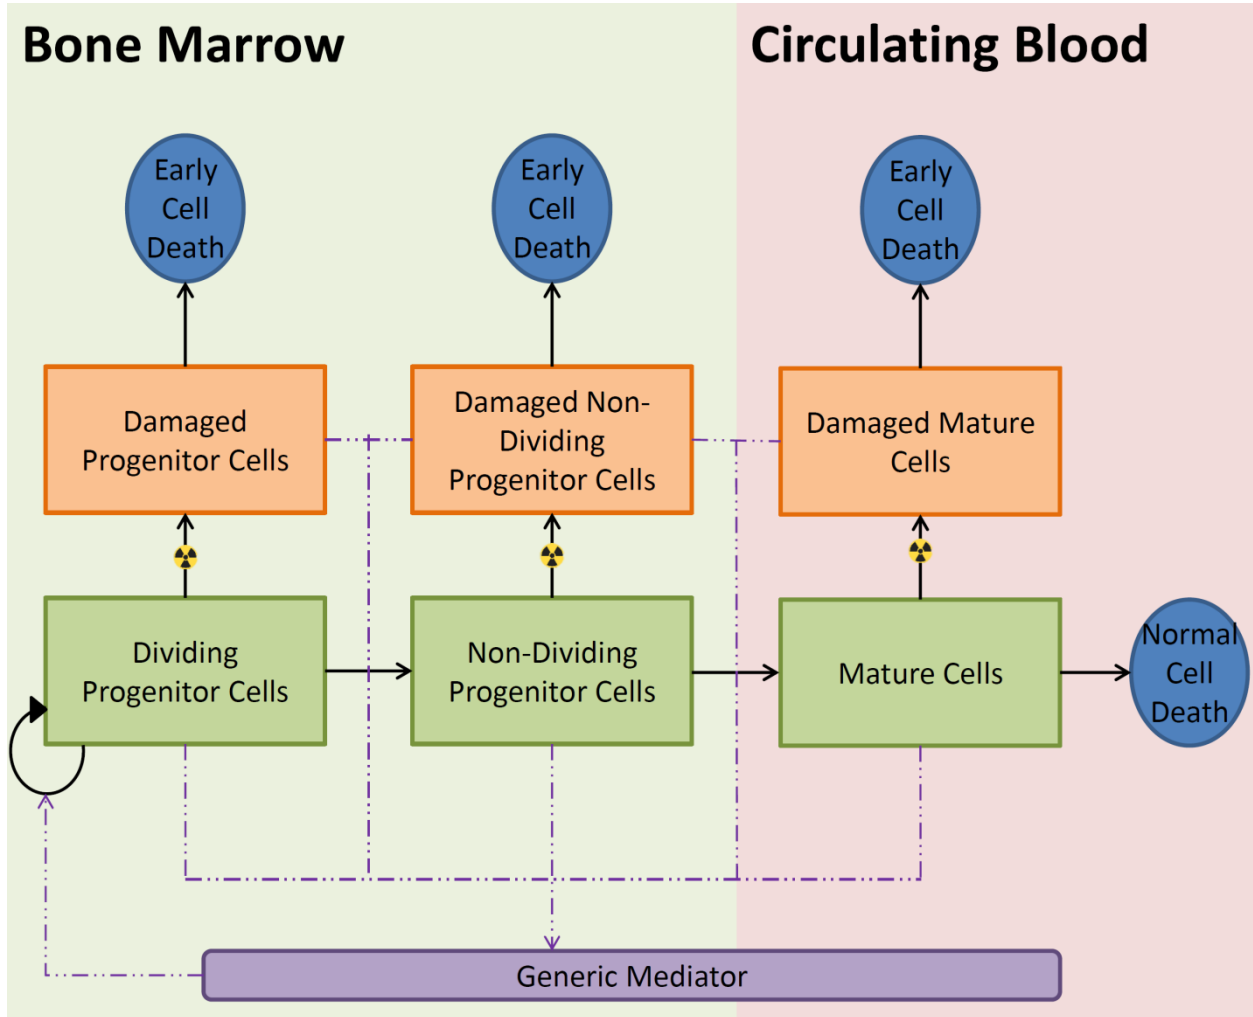 Bone Marrow
Circulating Blood
Early
Cell
Death
Early
Cell
Death
Early
Cell
Death
Damaged
Progenitor Cells
Damaged Non-
Dividing
Progenitor Cells
Damaged Mature
Cells
Dividing
Progenitor Cells
Non-Dividing
Progenitor Cells
Mature Cells
Normal
Cell
Death
Generic Mediator